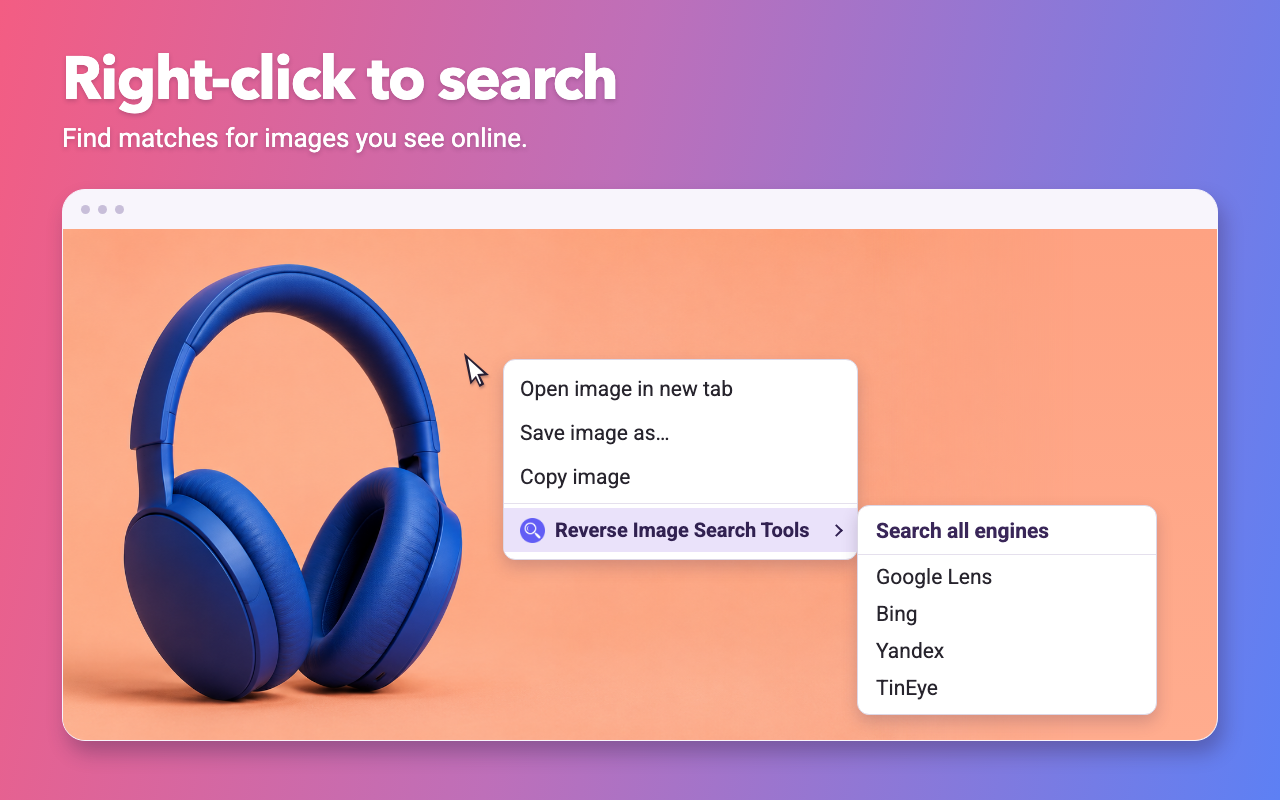 Right-click to search
Find matches for images you see online.
Open image in new tab
Save image as…
Copy image
Reverse Image Search Tools
Search all engines
Google Lens
Bing
Yandex
TinEye